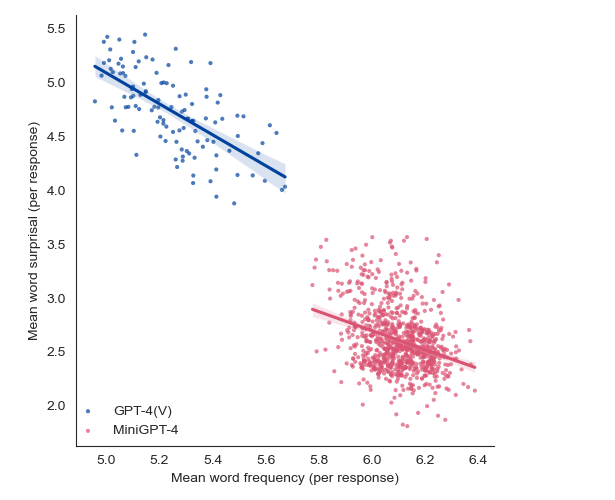 5.5
5.0
4.5
4.0
3.5
3.0
2.5
2.0
Mean word surprisal (per response)
GPT-4(V)
MiniGPT-4
5.0 5.2 5.4 5.6 5.8 6.0 6.2 6.4
Mean word frequency (per response)